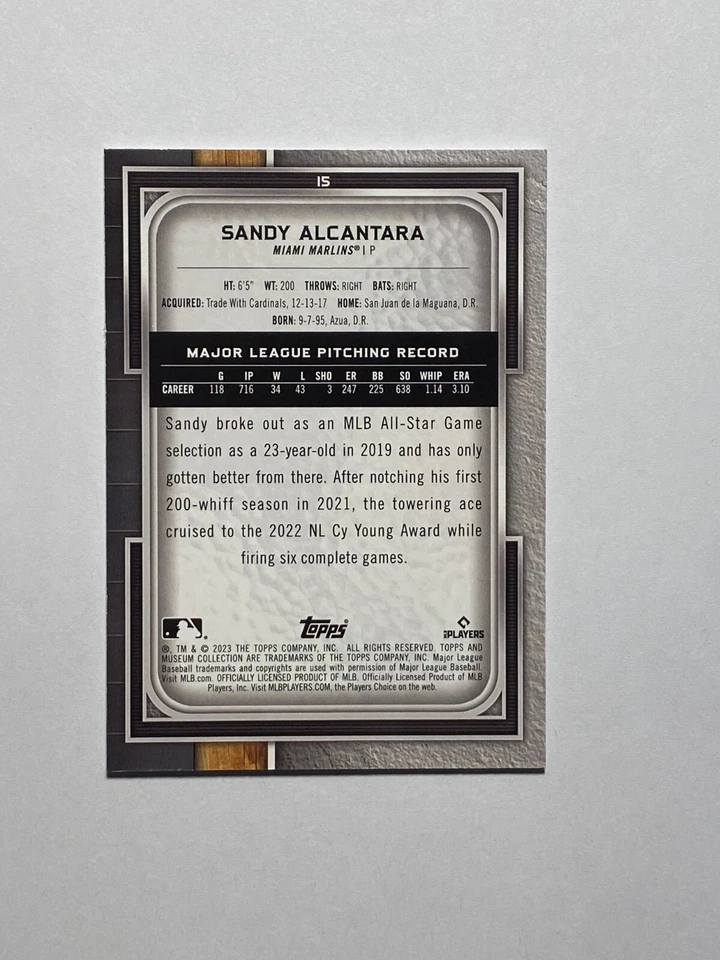 15
SANDY ALCANTARA
MIAMI MARLINS® | P
HT: 6'5" WT: 200 THROWS: RIGHT BATS: RIGHT
ACQUIRED: Trade With Cardinals, 12-13-17 HOME: San Juan de la Maguana, D.R.
BORN: 9-7-95, Azua, D.R.
MAJOR LEAGUE PITCHING RECORD
G IP W L SHO ER BB SO WHIP ERA
CAREER 118 716 34 43 3 247 225 638 1.14 3.10
Sandy broke out as an MLB All-Star Game
selection as a 23-year-old in 2019 and has only
gotten better from there. After notching his first
200-whiff season in 2021, the towering ace
cruised to the 2022 NL Cy Young Award while
firing six complete games.
topps
PLAYERS
®, TM & © 2023 THE TOPPS COMPANY, INC. ALL RIGHTS RESERVED. TOPPS AND
MUSEUM COLLECTION ARE TRADEMARKS OF THE TOPPS COMPANY, INC. Major League
Baseball trademarks and copyrights are used with permission of Major League Baseball.
Visit MLB.com. OFFICIALLY LICENSED PRODUCT OF MLB. Officially Licensed Product of MLB
Players, Inc. Visit MLBPLAYERS.COM, the Players Choice on the web.